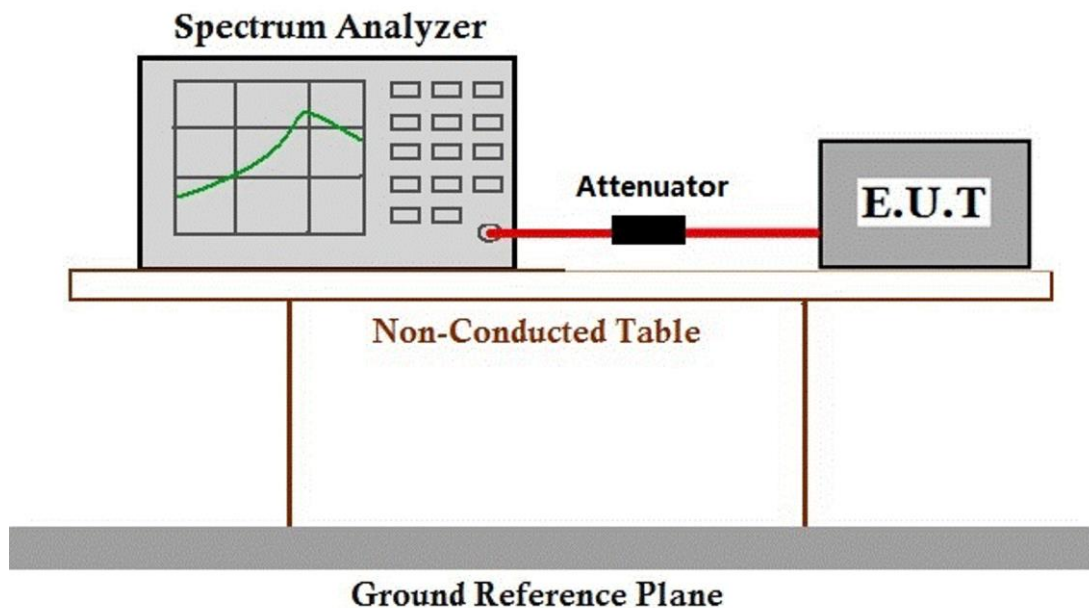 Spectrum Analyzer
Attenuator
E.U.T
Non-Conducted Table
Ground Reference Plane